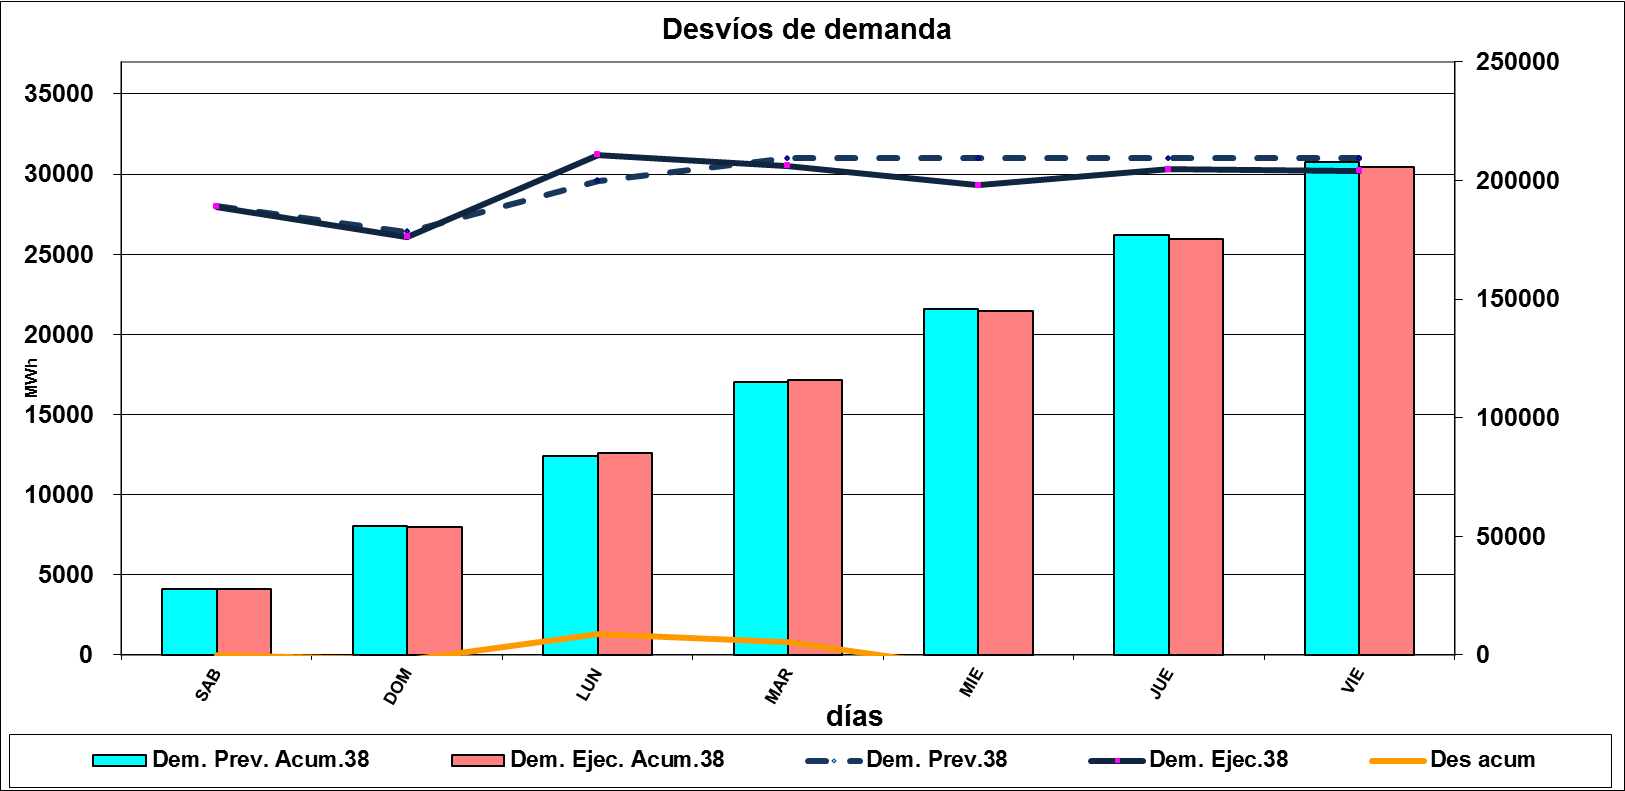 Desvíos de demanda
250000
35000
30000
200000
25000
150000
20000
MWh
15000
100000
10000
50000
5000
0
0
SAB
DOM
LUN
MAR
MIE
JUE
VIE
días
Dem. Prev. Acum.38
Dem. Ejec. Acum.38
Dem. Prev.38
Dem. Ejec.38
Des acum